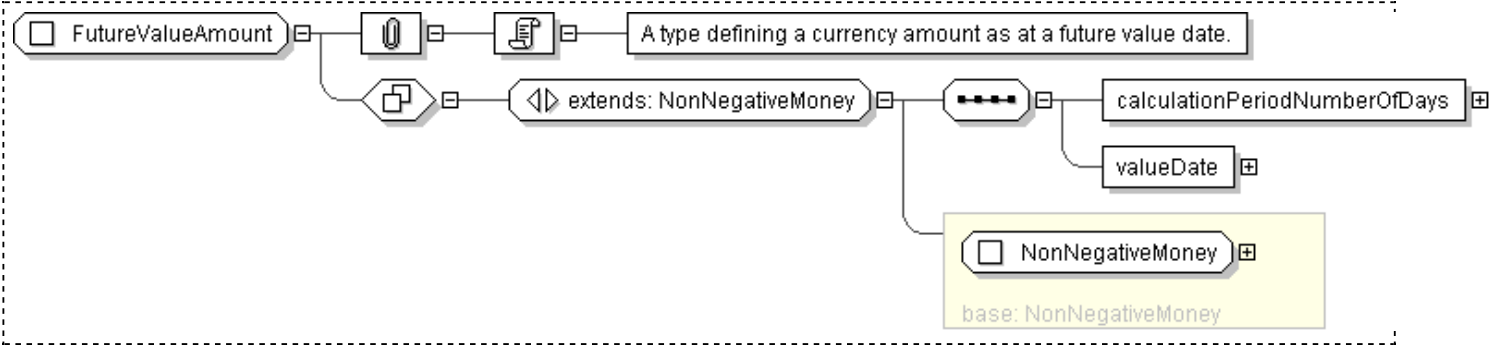 FutureValueAmount
A type defining a currency amount as at a future value date.
extends: NonNegativeMoney
calculationPeriodNumberOfDays
valueDate
NonNegativeMoney
base: NonNegativeMoney